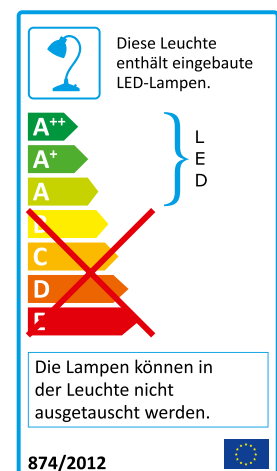 Diese Leuchte
enthält eingebaute
LED-Lampen.
A++
A+
A
B
C
D
E
L
E
D
Die Lampen können in
der Leuchte nicht
ausgetauscht werden.
874/2012